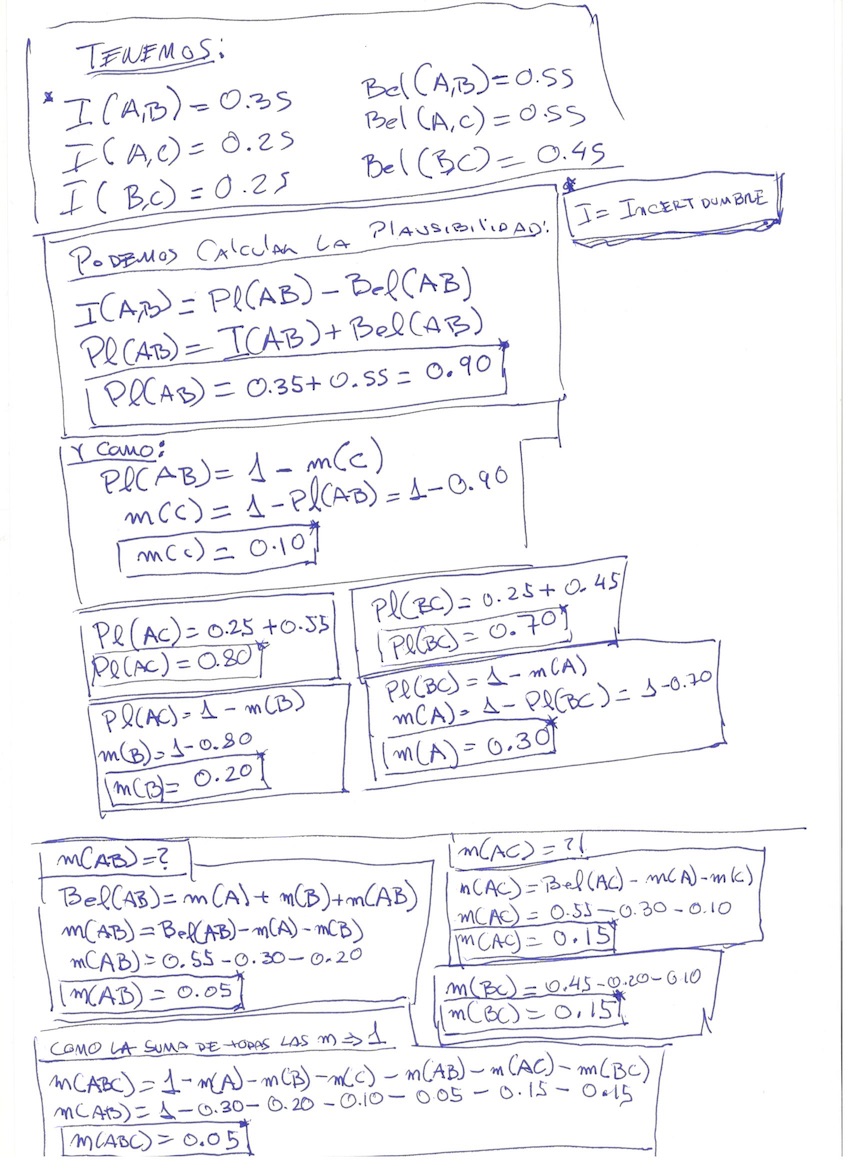 TENEMOS:
* I(A,B) = 0.35
I(A,C) = 0.25
I(B,C) = 0.25
Bel(A,B) = 0.55
Bel(A,C) = 0.55
Bel(BC) = 0.45
* I = INCERTDUMBRE
PODEMOS CALCULAR LA PLAUSIBILIDAD:
I(A,B) = Pl(AB) - Bel(AB)
Pl(AB) = I(AB) + Bel(AB)
Pl(AB) = 0.35 + 0.55 = 0.90
Y COMO:
Pl(AB) = 1 - m(C)
m(C) = 1 - Pl(AB) = 1 - 0.90
m(C) = 0.10
Pl(AC) = 0.25 + 0.55
Pl(AC) = 0.80
Pl(AC) = 1 - m(B)
m(B) = 1 - 0.80
m(B) = 0.20
Pl(BC) = 0.25 + 0.45
Pl(BC) = 0.70
Pl(BC) = 1 - m(A)
m(A) = 1 - Pl(BC) = 1 - 0.70
m(A) = 0.30
m(AB) = ?
Bel(AB) = m(A) + m(B) + m(AB)
m(AB) = Bel(AB) - m(A) - m(B)
m(AB) = 0.55 - 0.30 - 0.20
m(AB) = 0.05
m(AC) = ?
m(AC) = Bel(AC) - m(A) - m(C)
m(AC) = 0.55 - 0.30 - 0.10
m(AC) = 0.15
m(BC) = 0.45 - 0.20 - 0.10
m(BC) = 0.15
COMO LA SUMA DE TODAS LAS m ⇒ 1
m(ABC) = 1 - m(A) - m(B) - m(C) - m(AB) - m(AC) - m(BC)
m(AB) = 1 - 0.30 - 0.20 - 0.10 - 0.05 - 0.15 - 0.15
m(ABC) = 0.05